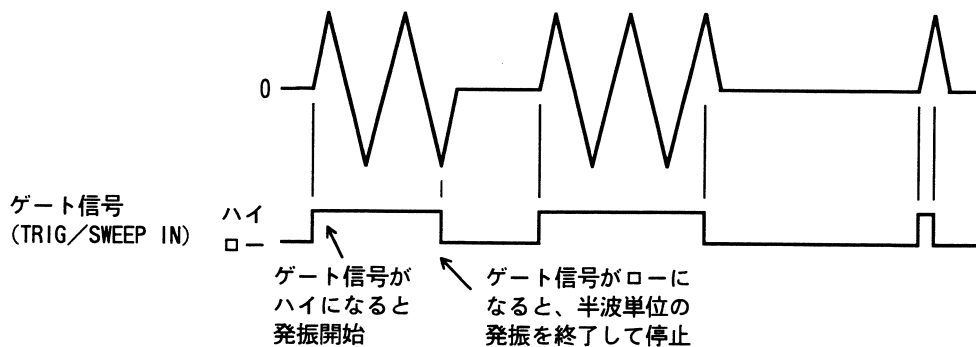 0
ゲート信号
(TRIG／SWEEP IN)
ハイ
ロー
ゲート信号が
ハイになると
発振開始
ゲート信号がローに
なると、半波単位の
発振を終了して停止